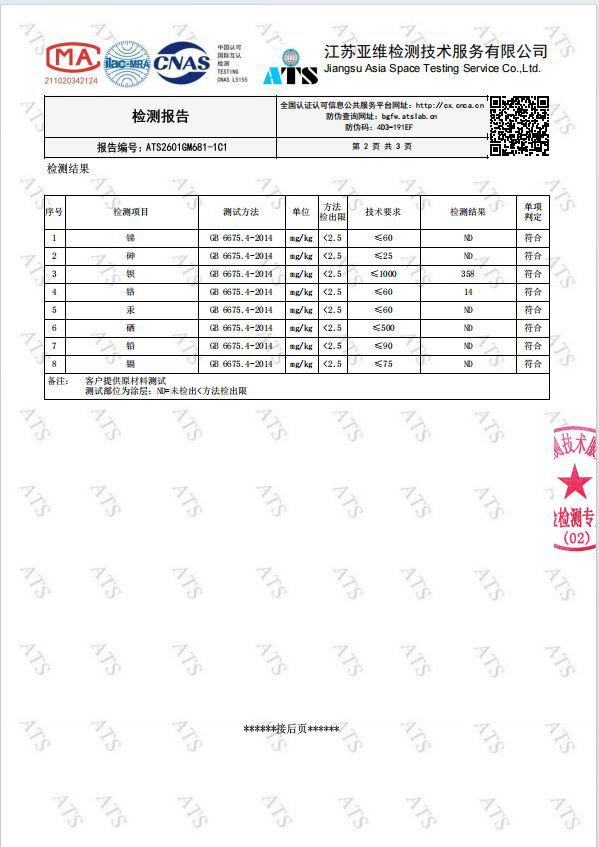 MA
211020342124
ilac-MRA
CNAS
中国认可
国际互认
检测
TESTING
CNAS L5155
ATS
江苏亚维检测技术服务有限公司
Jiangsu Asia Space Testing Service Co.,Ltd.
检测报告
全国认证认可信息公共服务平台网址: http://cx.cnca.cn
防伪查询网址: bgfw.atslab.cn
防伪码: 4D3-191EF
报告编号: ATS2601GM681-1C1
第 2 页 共 3 页
检测结果
序号 检测项目 测试方法 单位 方法检出限 技术要求 检测结果 单项判定
1 锑 GB 6675.4-2014 mg/kg <2.5 ≤60 ND 符合
2 砷 GB 6675.4-2014 mg/kg <2.5 ≤25 ND 符合
3 钡 GB 6675.4-2014 mg/kg <2.5 ≤1000 358 符合
4 铬 GB 6675.4-2014 mg/kg <2.5 ≤60 14 符合
5 汞 GB 6675.4-2014 mg/kg <2.5 ≤60 ND 符合
6 硒 GB 6675.4-2014 mg/kg <2.5 ≤500 ND 符合
7 铅 GB 6675.4-2014 mg/kg <2.5 ≤90 ND 符合
8 镉 GB 6675.4-2014 mg/kg <2.5 ≤75 ND 符合
备注: 客户提供原材料测试
测试部位为涂层; ND=未检出<方法检出限
技术服
检检测专
(02)
******接后页******